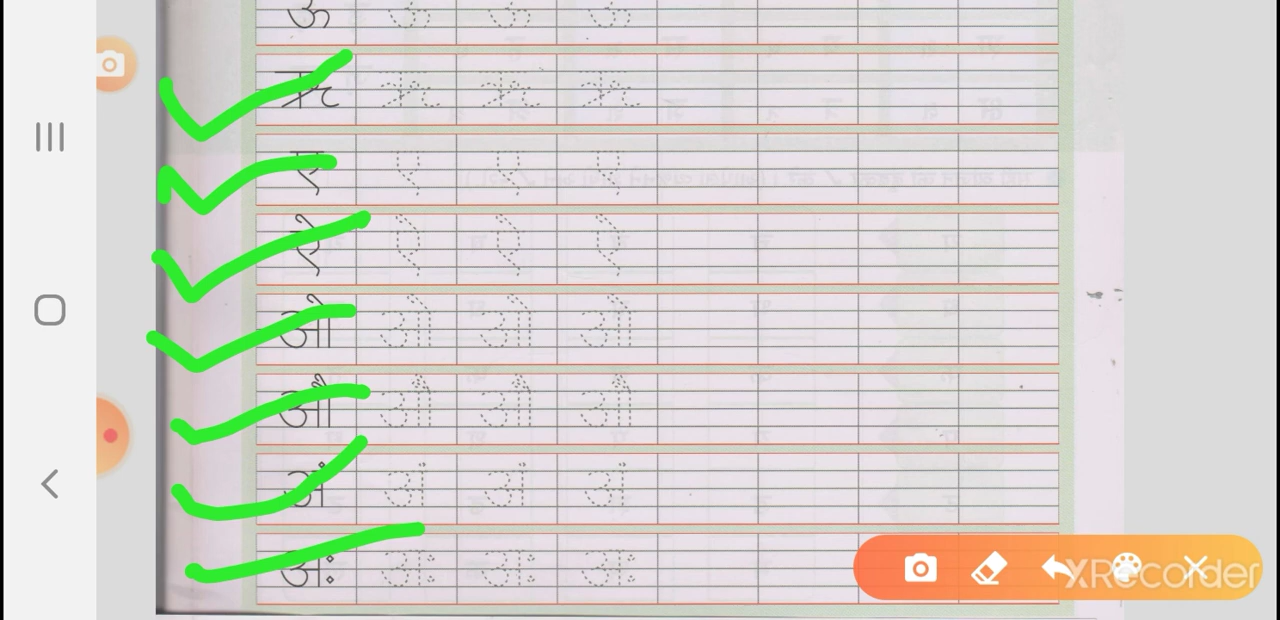 ऊ ऊ ऊ ऊ
ऋ ऋ ऋ ऋ
ए ए ए ए
ऐ ऐ ऐ ऐ
ओ ओ ओ ओ
औ औ औ औ
अं अं अं अं
अः अः अः अः
XRecorder